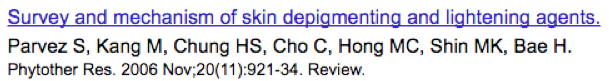 Survey and mechanism of skin depigmenting and lightening agents.
Parvez S, Kang M, Chung HS, Cho C, Hong MC, Shin MK, Bae H.
Phytother Res. 2006 Nov;20(11):921-34. Review.